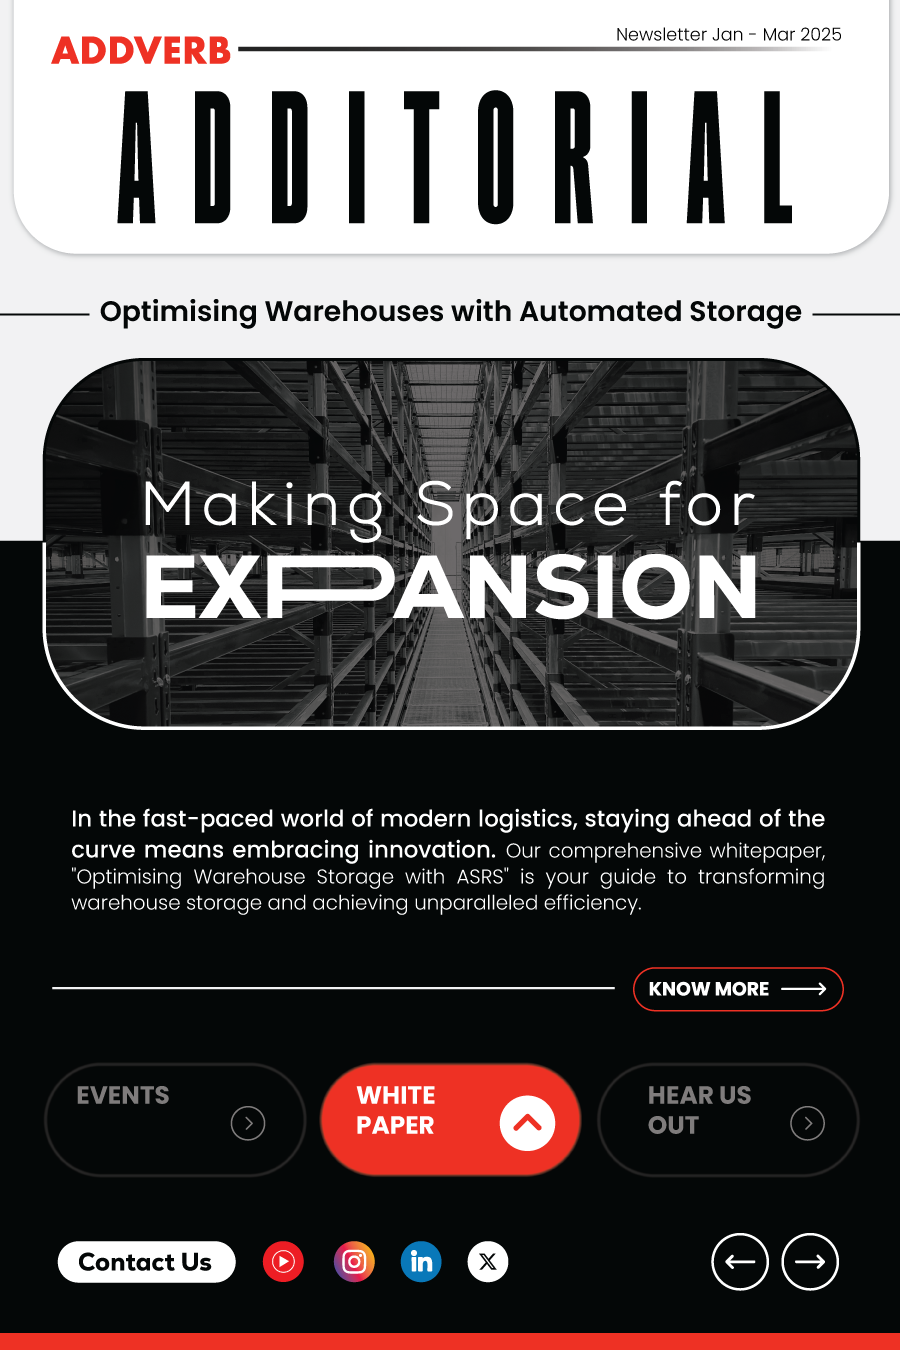 Newsletter Jan - Mar 2025
ADDVERB
ADDITORIAL
Optimising Warehouses with Automated Storage
Making Space for
EXPANSION
In the fast-paced world of modern logistics, staying ahead of the
curve means embracing innovation. Our comprehensive whitepaper,
"Optimising Warehouse Storage with ASRS" is your guide to transforming
warehouse storage and achieving unparalleled efficiency.
KNOW MORE
EVENTS
WHITE
PAPER
HEAR US
OUT
Contact Us
in
X